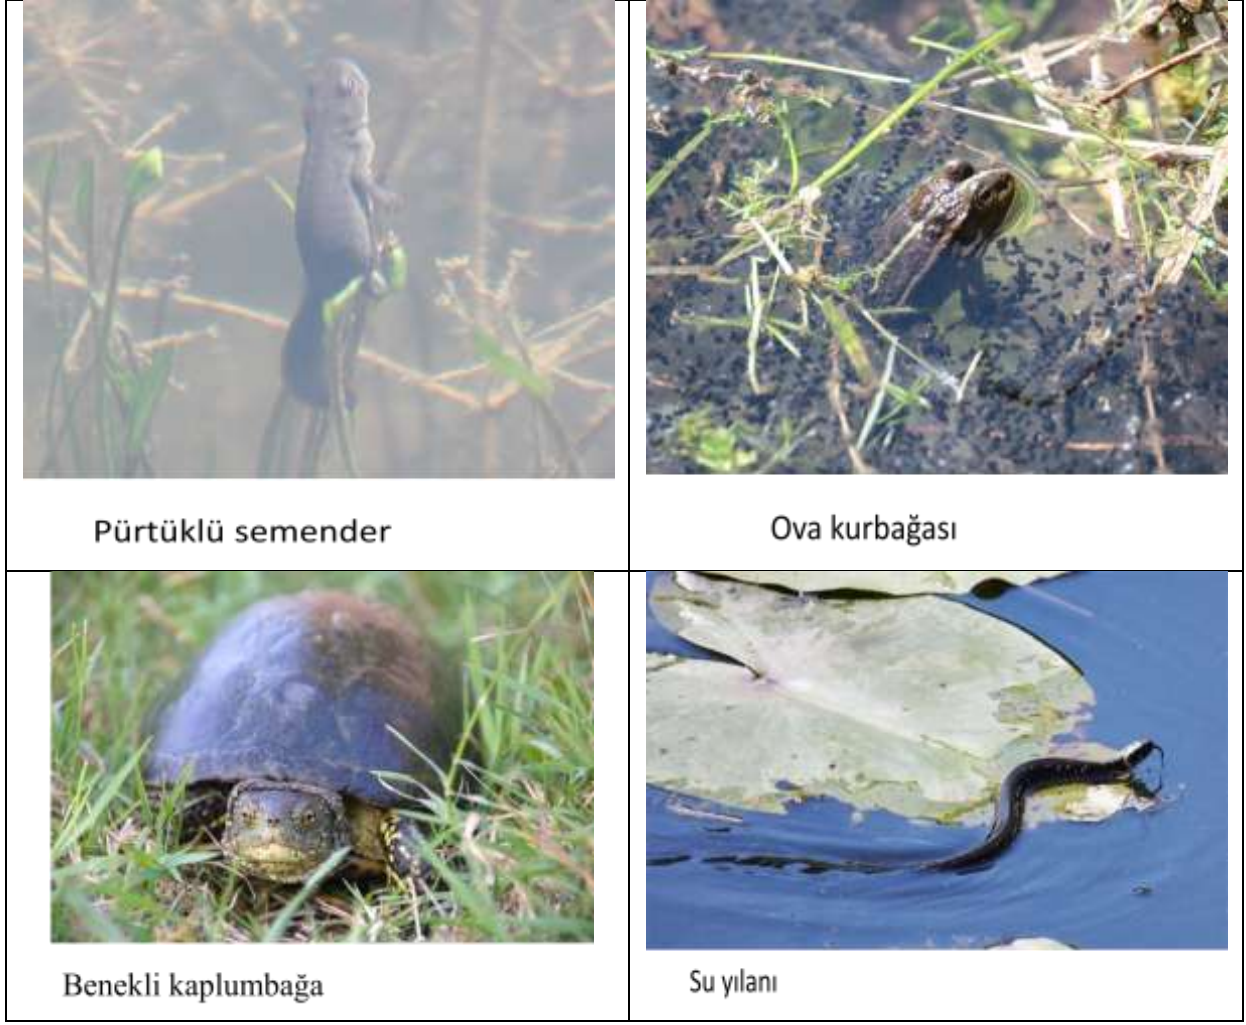 Pürtüklü semender
Ova kurbağası
Benekli kaplumbağa
Su yılanı